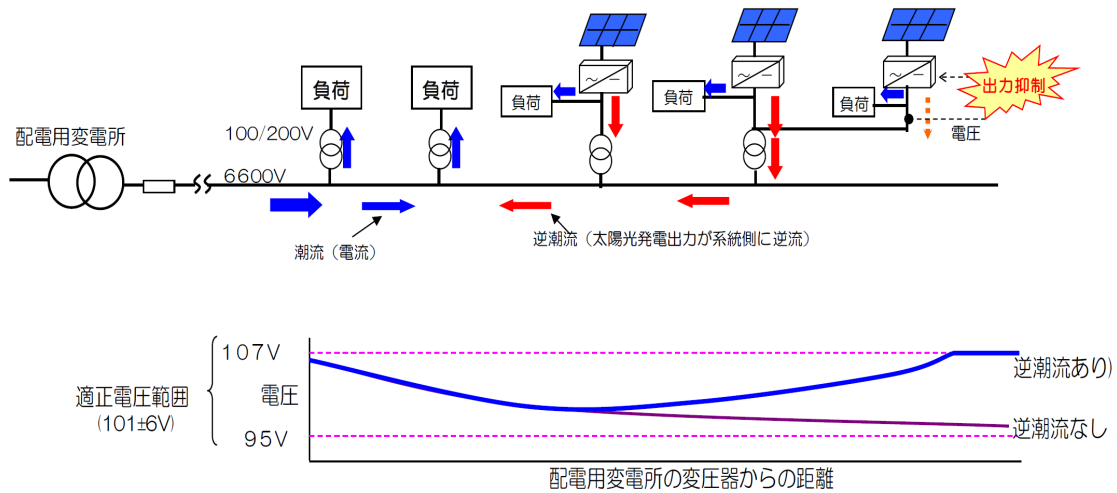 負荷
負荷
負荷
負荷
負荷
出力抑制
100/200V
電圧
配電用変電所
6600V
潮流（電流）
逆潮流（太陽光発電出力が系統側に逆流）
107V
逆潮流あり)
適正電圧範囲
(101±6V)
電圧
95V
逆潮流なし
配電用変電所の変圧器からの距離